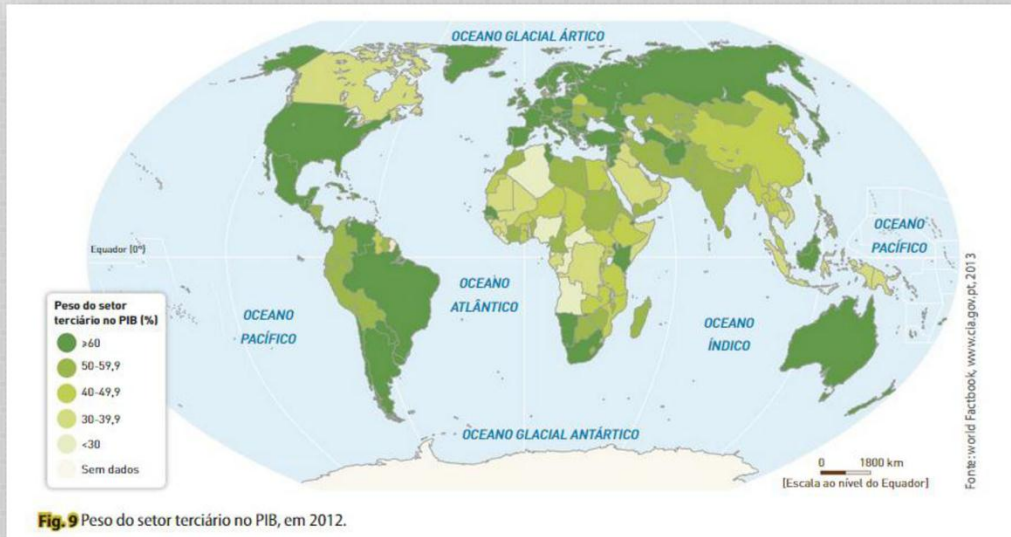 OCEANO GLACIAL ÁRTICO
Equador (0°)
OCEANO
PACÍFICO
OCEANO
ATLÂNTICO
OCEANO
PACÍFICO
OCEANO
ÍNDICO
OCEANO GLACIAL ANTÁRTICO
Peso do setor
terciário no PIB (%)
>60
50-59,9
40-49,9
30-39,9
<30
Sem dados
0 1800 km
[Escala ao nível do Equador]
Fonte: world Factbook, www.cia.gov.pt, 2013
Fig. 9 Peso do setor terciário no PIB, em 2012.